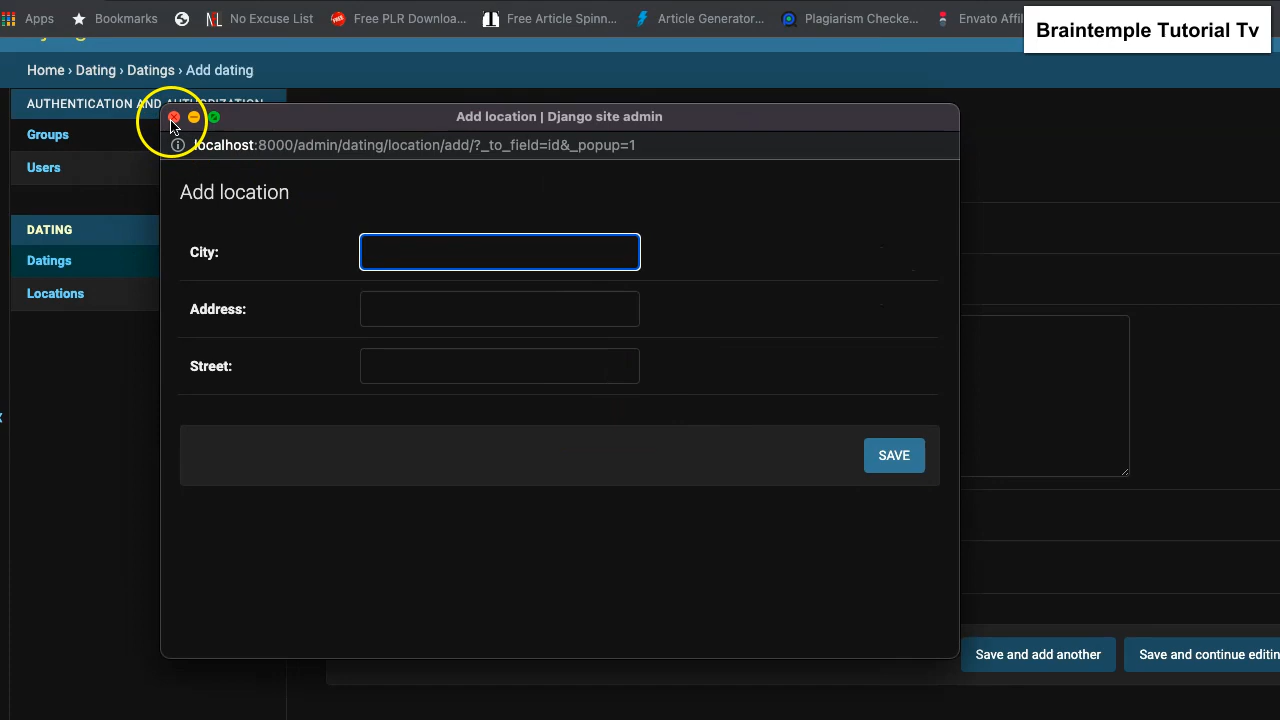 Apps Bookmarks No Excuse List Free PLR Downloa... Free Article Spinn... Article Generator... Plagiarism Checke... Envato Affil
Braintemple Tutorial Tv
Home › Dating › Datings › Add dating
AUTHENTICATION AND AUTHORIZATION
Groups
Users
DATING
Datings
Locations
Add location | Django site admin
localhost:8000/admin/dating/location/add/?_to_field=id&_popup=1
Add location
City:
Address:
Street:
SAVE
Save and add another
Save and continue editin